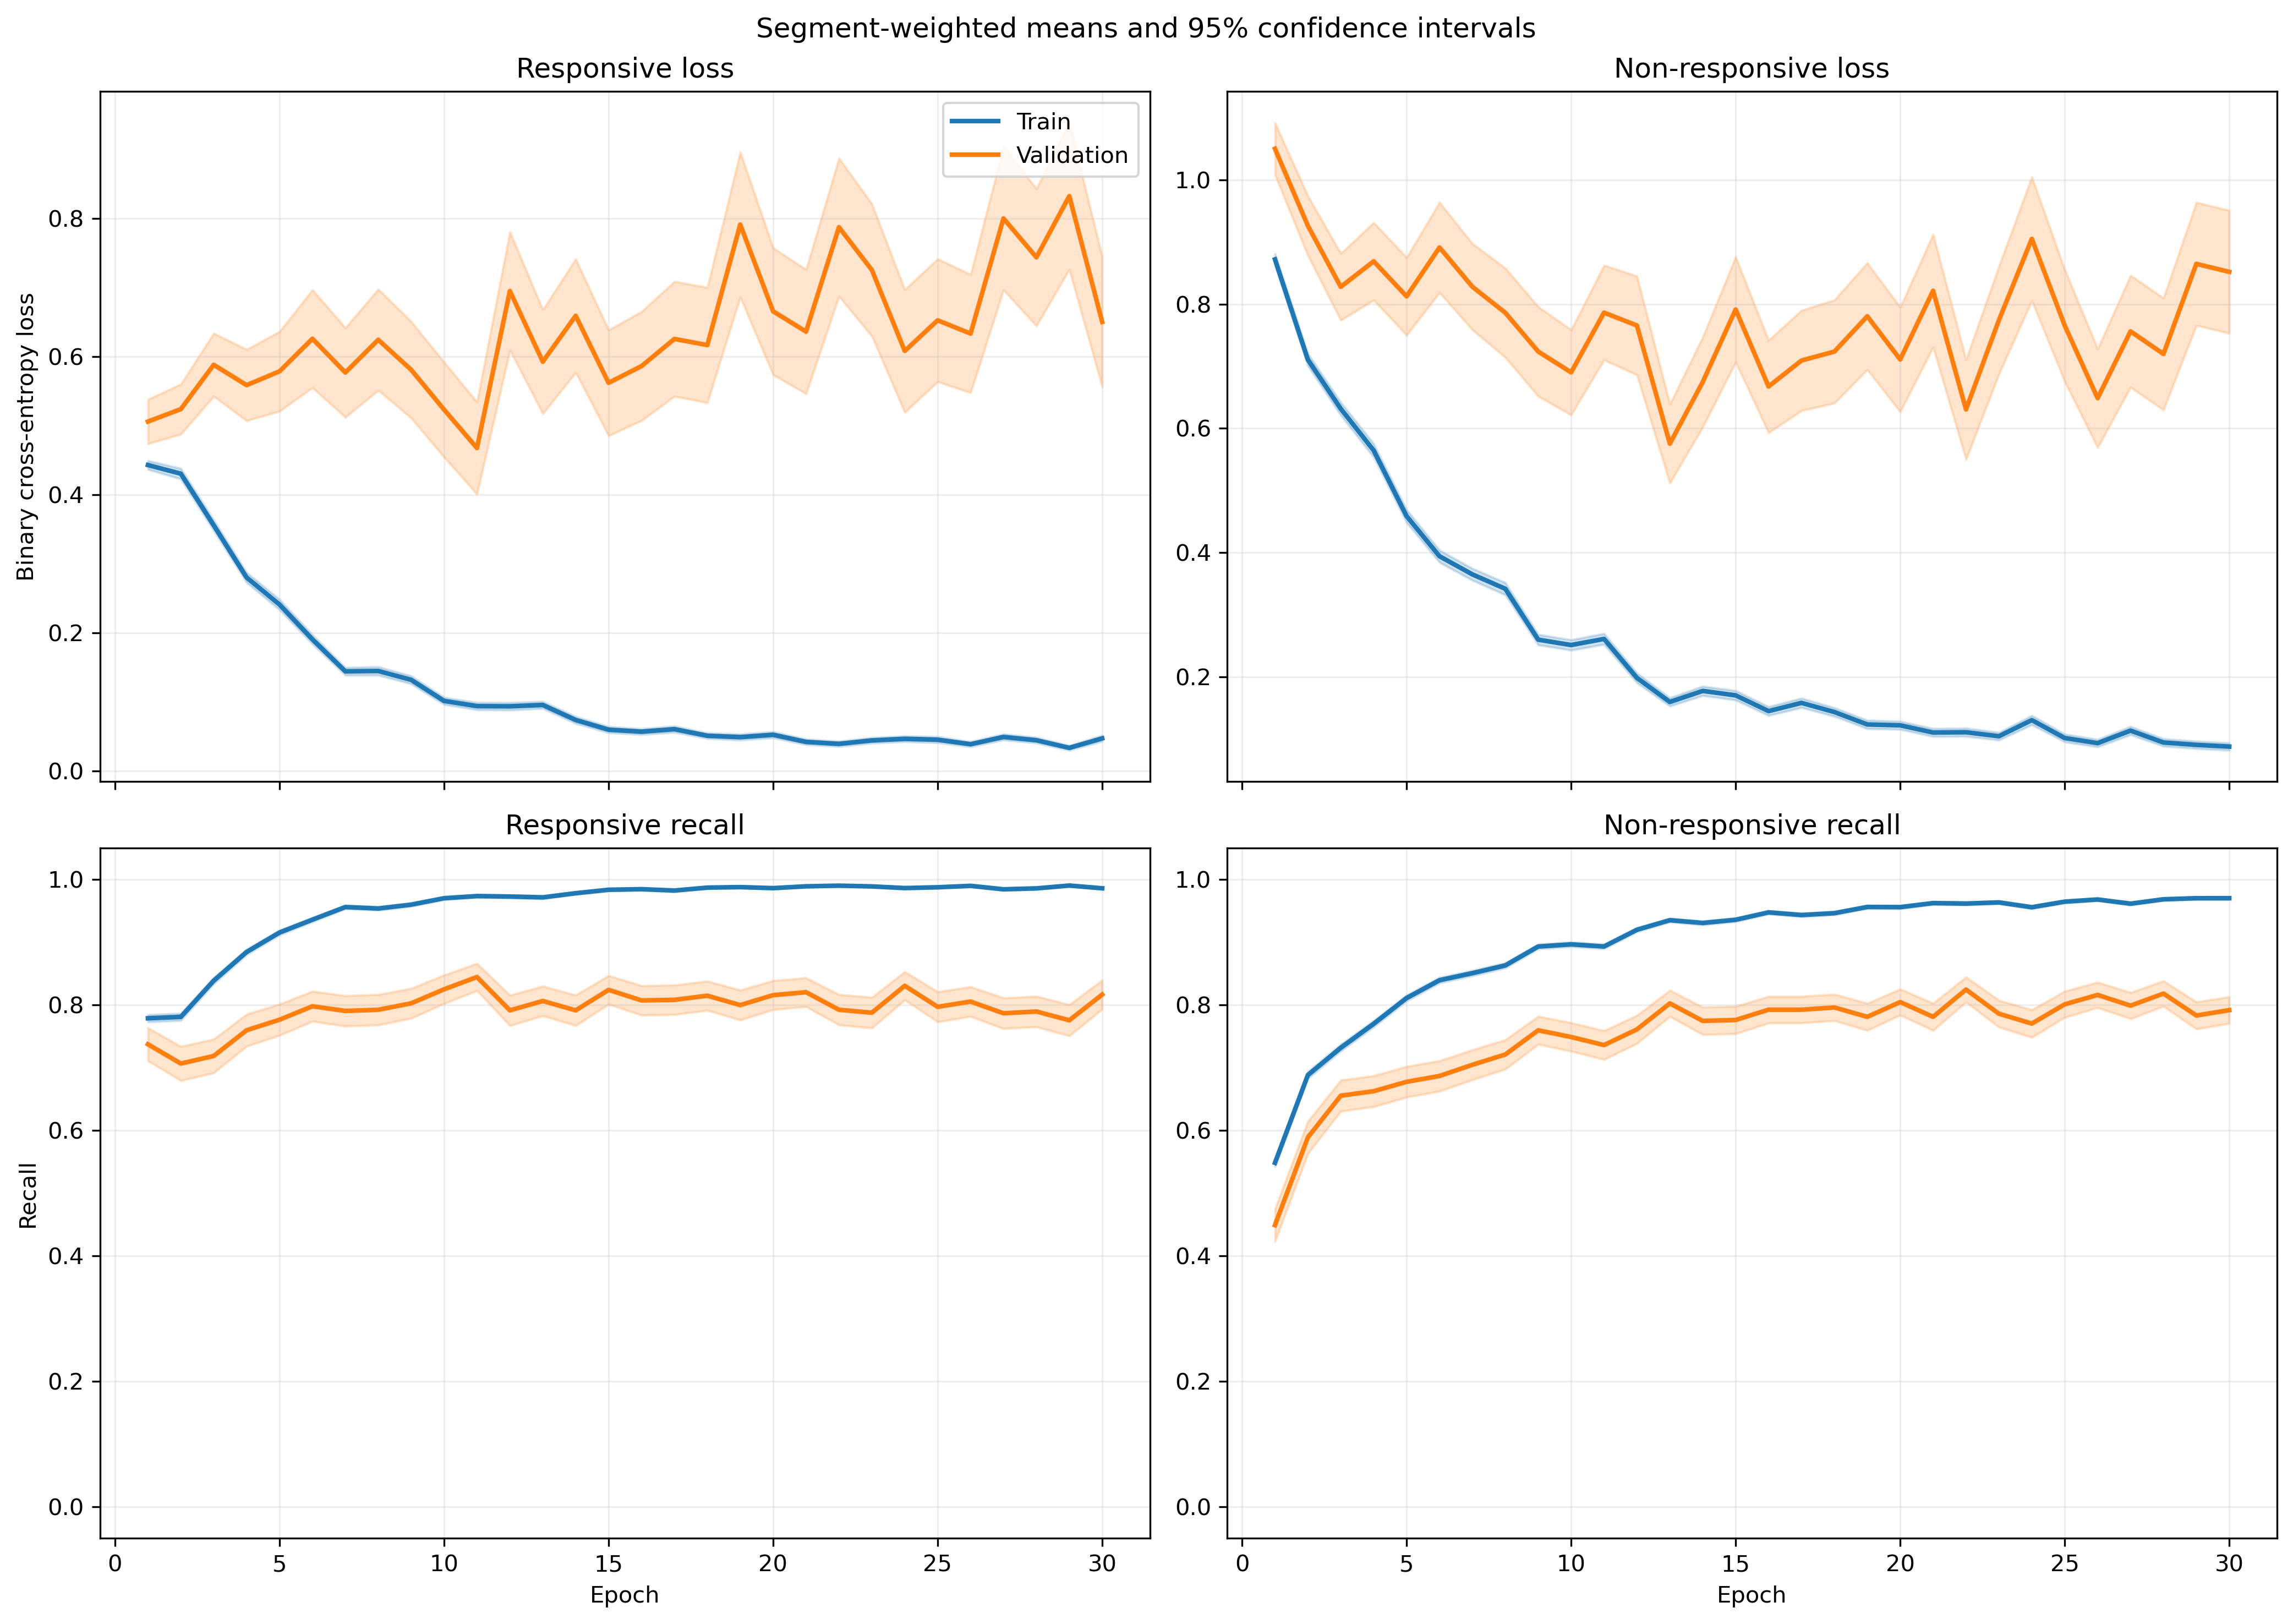 Segment-weighted means and 95% confidence intervals
Responsive loss
Non-responsive loss
Train
Validation
Binary cross-entropy loss
0.8
0.6
0.4
0.2
0.0
1.0
0.8
0.6
0.4
0.2
Responsive recall
Non-responsive recall
Recall
1.0
0.8
0.6
0.4
0.2
0.0
0 5 10 15 20 25 30
Epoch
1.0
0.8
0.6
0.4
0.2
0.0
0 5 10 15 20 25 30
Epoch